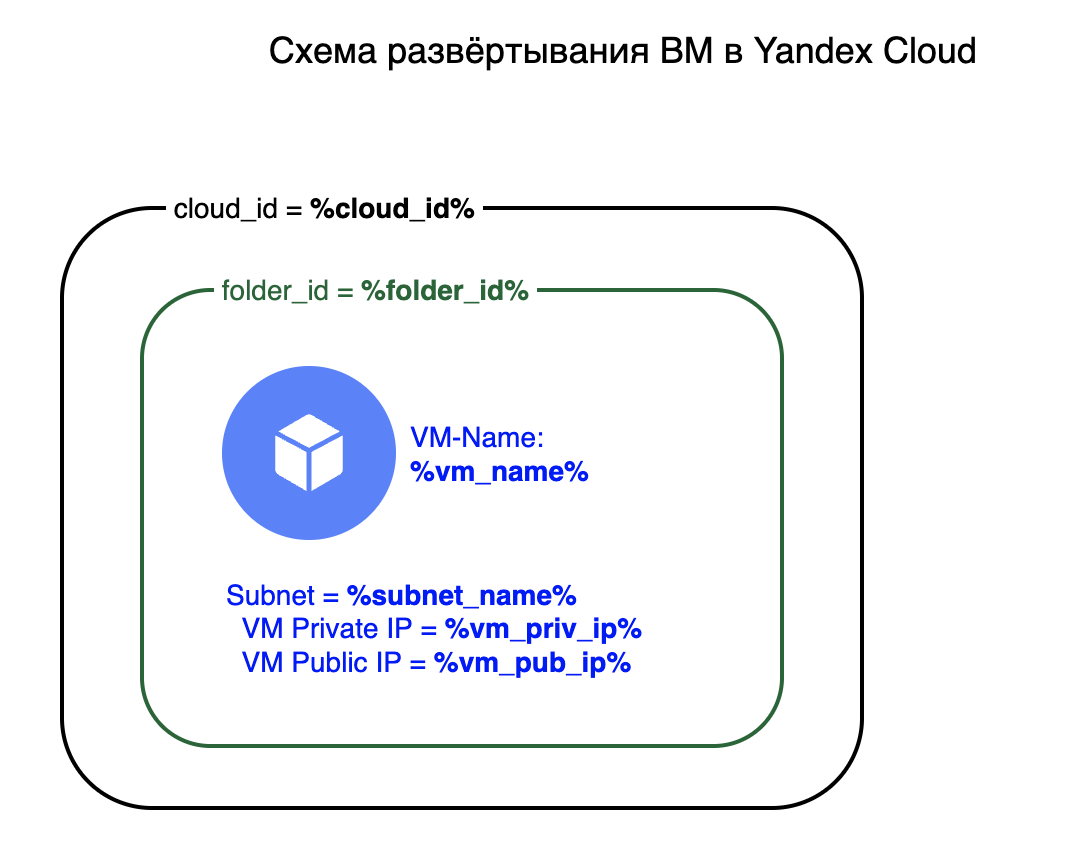 Схема развёртывания ВМ в Yandex Cloud
cloud_id = %cloud_id%
folder_id = %folder_id%
VM-Name:
%vm_name%
Subnet = %subnet_name%
VM Private IP = %vm_priv_ip%
VM Public IP = %vm_pub_ip%